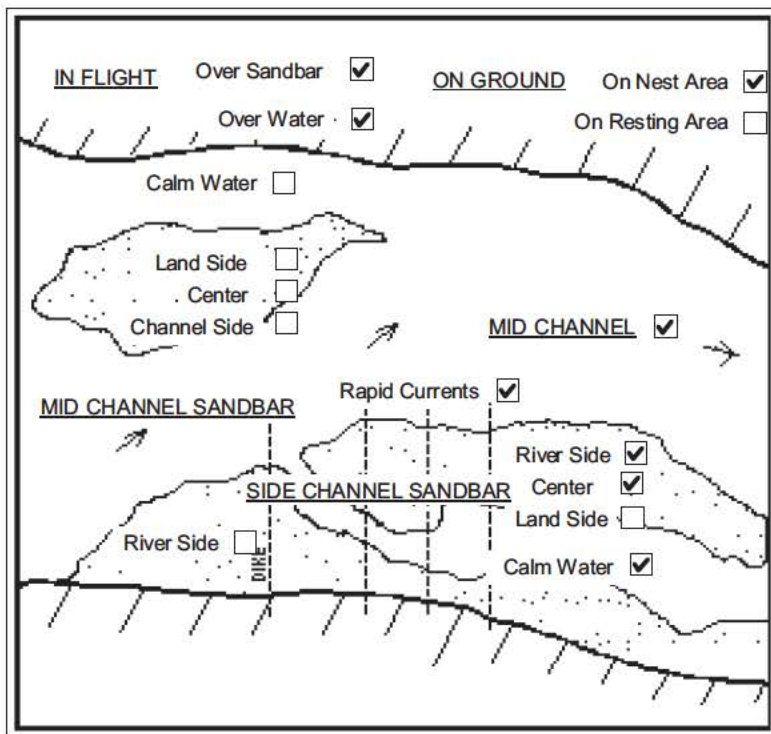 IN FLIGHT
Over Sandbar ✓
Over Water ✓
ON GROUND
On Nest Area ✓
On Resting Area ☐
Calm Water ☐
Land Side ☐
Center ☐
Channel Side ☐
MID CHANNEL ✓
Rapid Currents ✓
MID CHANNEL SANDBAR
River Side ✓
SIDE CHANNEL SANDBAR
Center ✓
Land Side ☐
River Side ☐
DIKE
Calm Water ✓